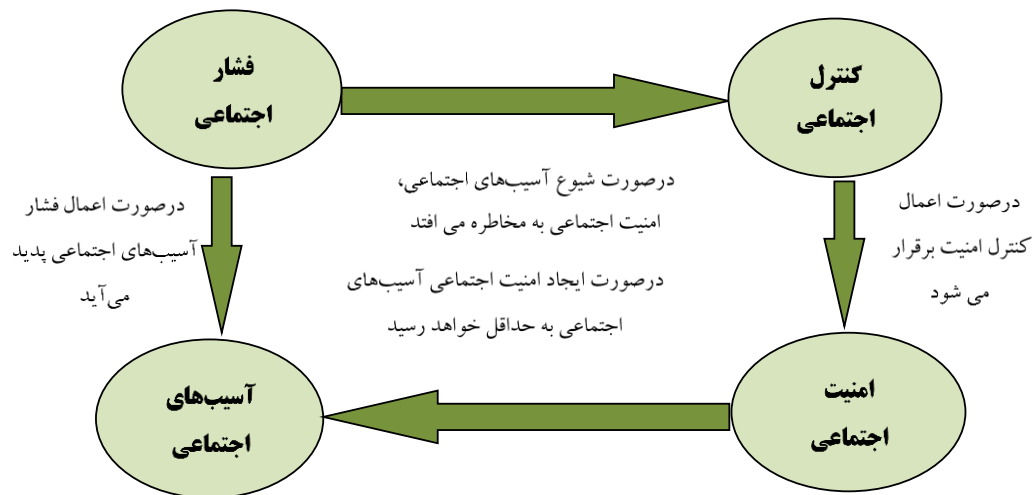 کنترل
اجتماعی
فشار
اجتماعی
درصورت اعمال
کنترل امنیت برقرار
می شود
درصورت شیوع آسیب‌های اجتماعی،
امنیت اجتماعی به مخاطره می افتد
درصورت ایجاد امنیت اجتماعی آسیب‌های
اجتماعی به حداقل خواهد رسید
درصورت اعمال فشار
آسیب‌های اجتماعی پدید
می‌آید
امنیت
اجتماعی
آسیب‌های
اجتماعی